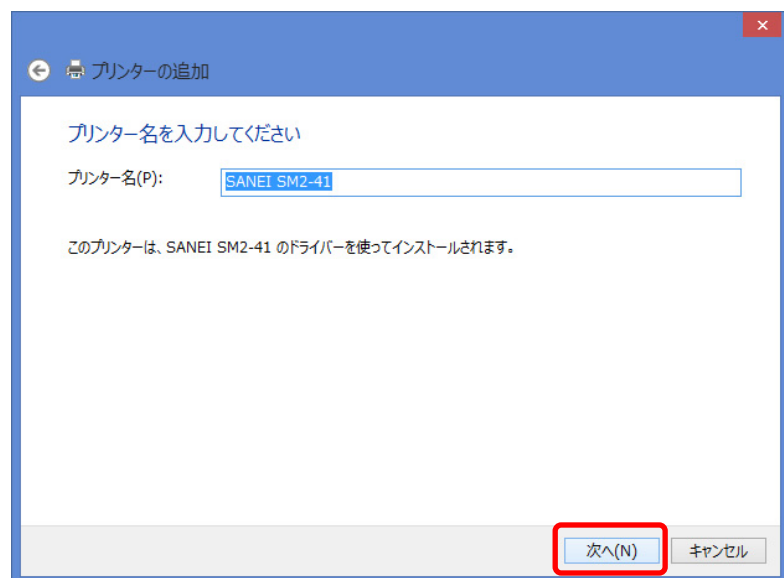 プリンターの追加
プリンター名を入力してください
プリンター名(P): SANEI SM2-41
このプリンターは、SANEI SM2-41 のドライバーを使ってインストールされます。
次へ(N) キャンセル